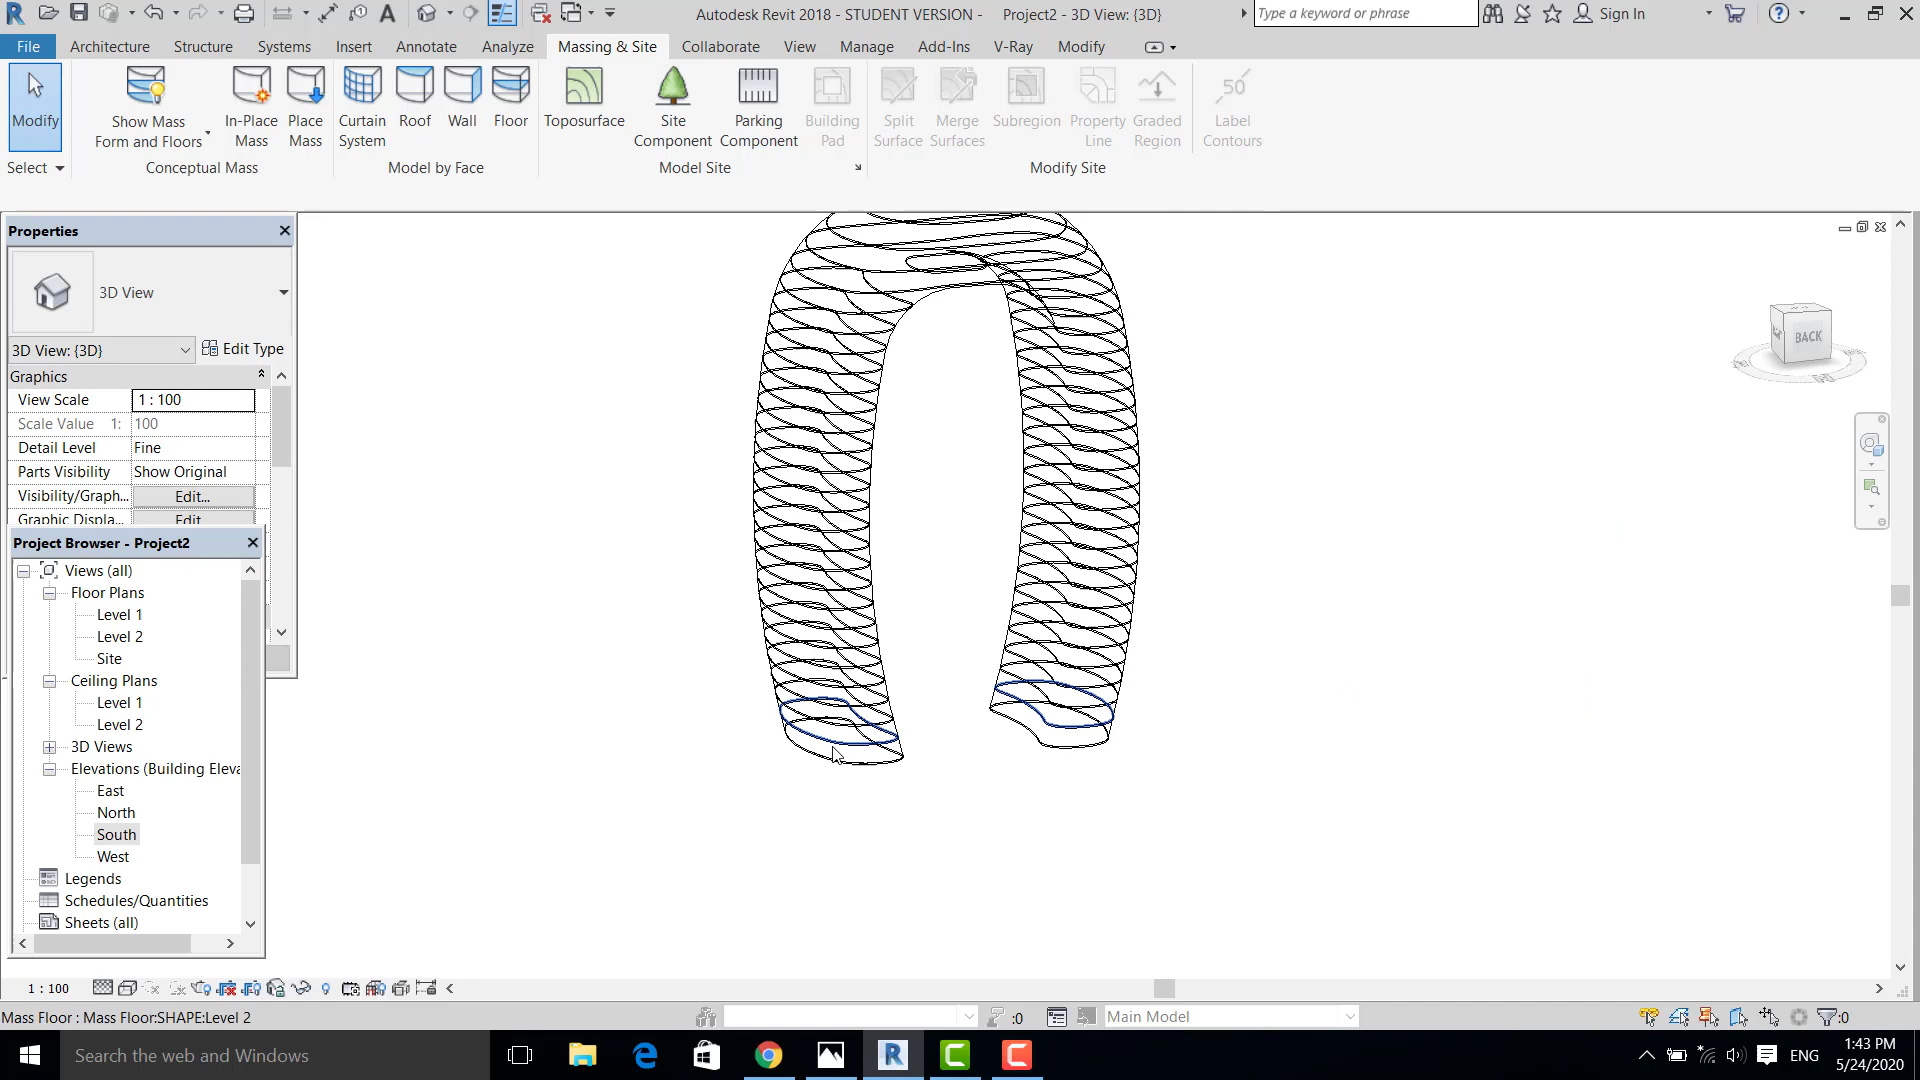 Autodesk Revit 2018 - STUDENT VERSION - Project2 - 3D View: {3D}
Type a keyword or phrase
Sign In
File Architecture Structure Systems Insert Annotate Analyze Massing & Site Collaborate View Manage Add-Ins V-Ray Modify
Modify
Show Mass Form and Floors
In-Place Mass
Place Mass
Curtain System
Roof
Wall
Floor
Toposurface
Site Component
Parking Component
Building Pad
Split Surface
Merge Surfaces
Subregion
Property Line
Graded Region
50
Label Contours
Select
Conceptual Mass
Model by Face
Model Site
Modify Site
Properties
3D View
3D View: {3D}
Edit Type
Graphics
View Scale 1 : 100
Scale Value 1: 100
Detail Level Fine
Parts Visibility Show Original
Visibility/Graph... Edit...
Graphic Displa... Edit
BACK
Project Browser - Project2
Views (all)
Floor Plans
Level 1
Level 2
Site
Ceiling Plans
Level 1
Level 2
3D Views
Elevations (Building Eleva
East
North
South
West
Legends
Schedules/Quantities
Sheets (all)
1 : 100
Mass Floor : Mass Floor:SHAPE:Level 2
:0
Main Model
:0
Search the web and Windows
ENG
1:43 PM
5/24/2020